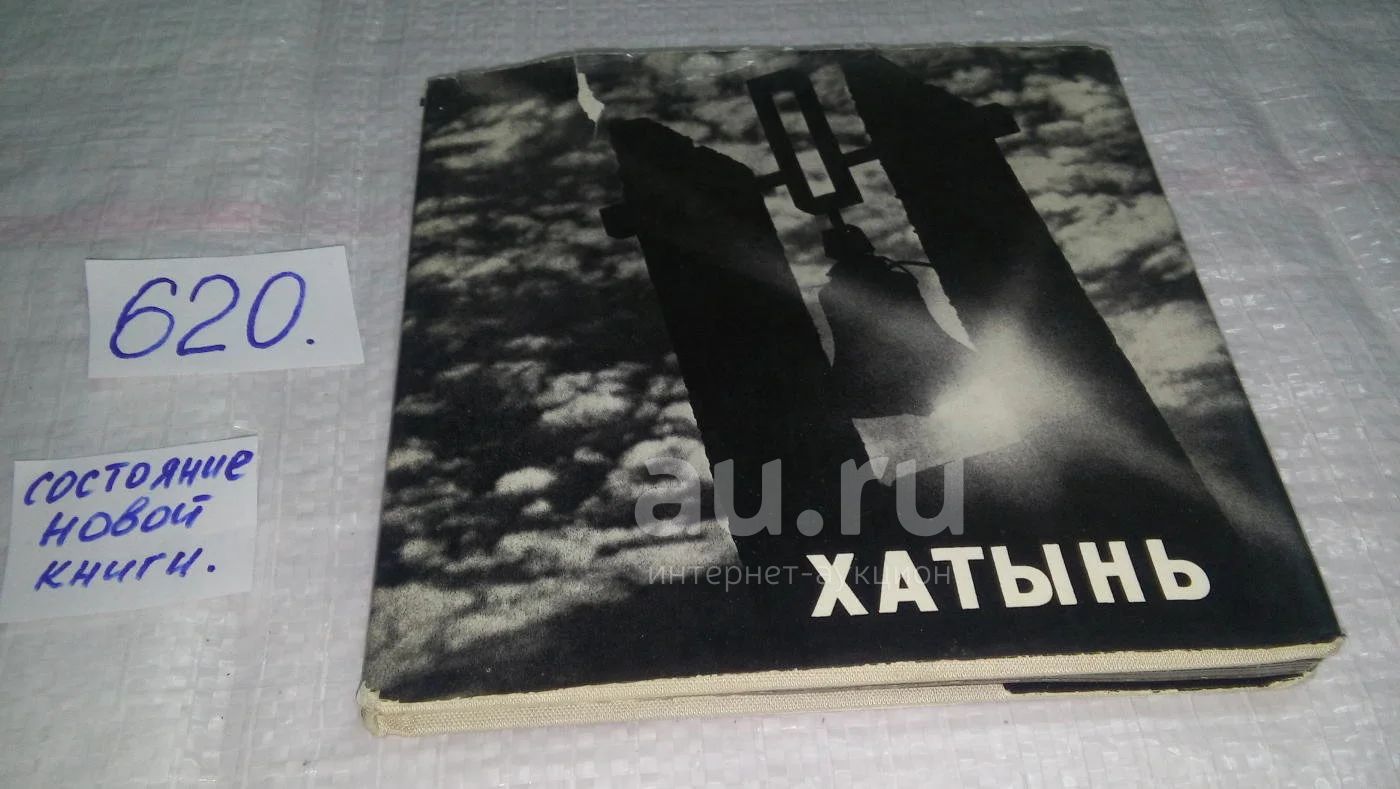 620.
состояние
новой
книги.
au.ru
интернет-аукцион
ХАТЫНЬ